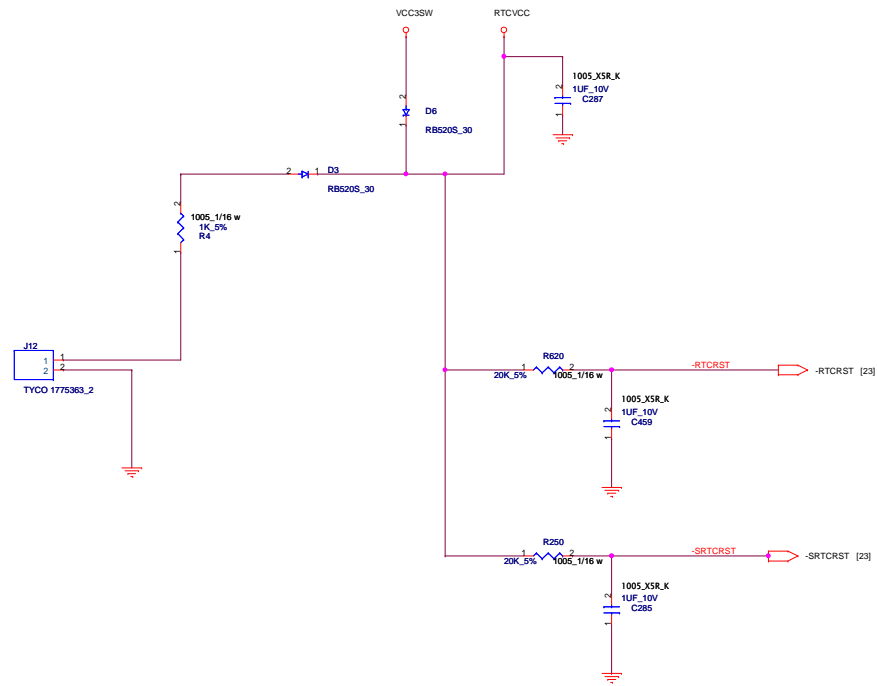 VCC3SW
RTCVCC
1005_X5R_K
2
1UF_10V
C287
1
2
D6
1
RB520S_30
2
1
D3
RB520S_30
2
1005_1/16 w
1K_5%
R4
1
J12
1
1
2
2
TYCO 1775363_2
R620
1
2
20K_5%
1005_1/16 w
-RTCRST
-RTCRST [23]
1005_X5R_K
2
1UF_10V
C459
1
R250
1
2
20K_5%
1005_1/16 w
-SRTCRST
-SRTCRST [23]
1005_X5R_K
2
1UF_10V
C285
1